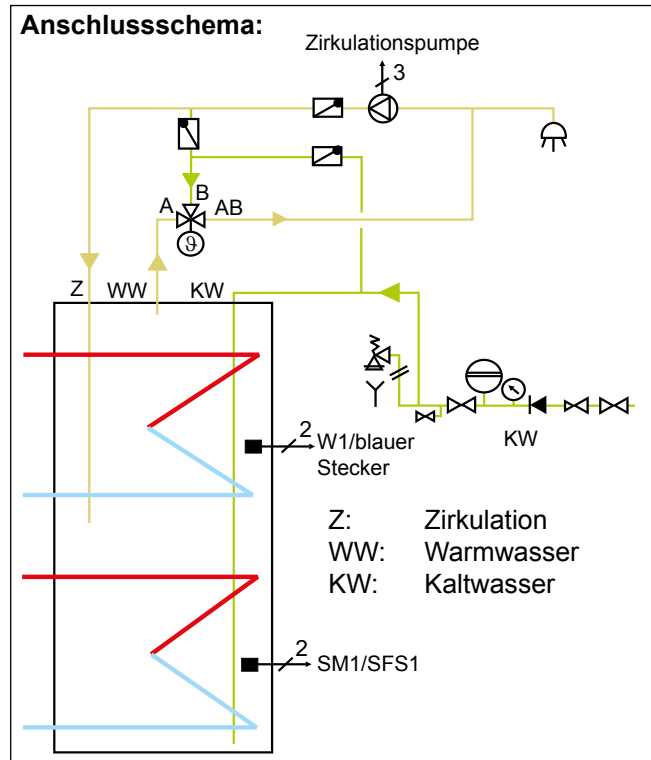 Anschlussschema:
Zirkulationspumpe
3
B
A
AB
ϑ
Z
WW
KW
KW
2
W1/blauer
Stecker
Z: Zirkulation
WW: Warmwasser
KW: Kaltwasser
2
SM1/SFS1